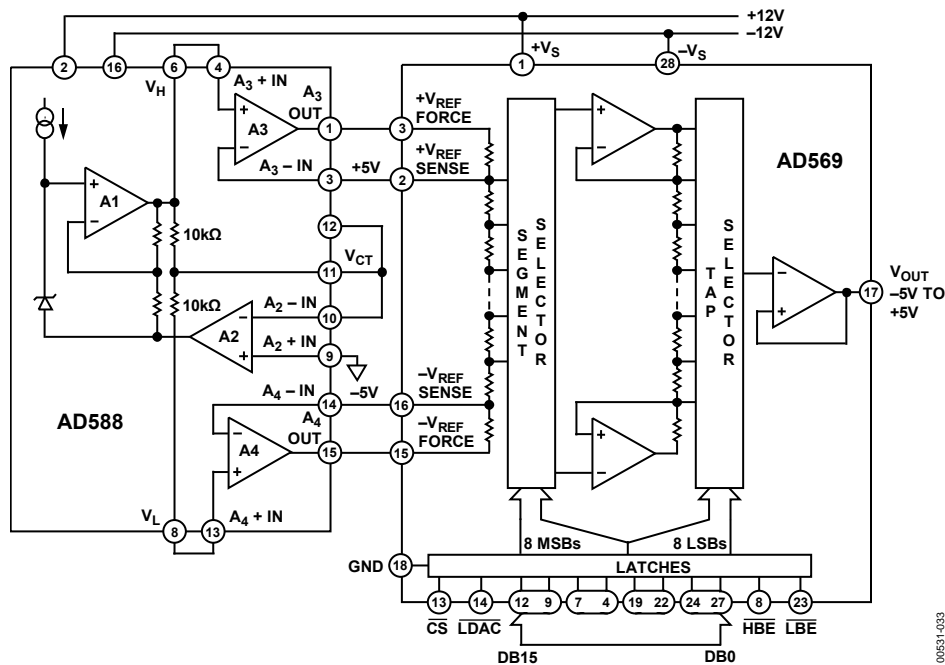 +12V
–12V
2
16
6
4
1
+VS
28
–VS
VH
A3 + IN
A3
OUT
1
+VREF
FORCE
3
+
A3
–
A3 – IN
3
+5V
+VREF
SENSE
2
+
A1
–
10kΩ
10kΩ
12
VCT
11
A2 – IN
10
A2 + IN
9
–
A2
+
–5V
A4 – IN
14
–VREF
SENSE
16
A4
OUT
15
–VREF
FORCE
15
–
A4
+
AD588
VL
8
13
A4 + IN
SEGMENT
SELECTOR
+
–
+
–
TAP
SELECTOR
AD569
–
+
VOUT
17
–5V TO
+5V
8 MSBs
8 LSBs
GND
18
LATCHES
13
14
12
9
7
4
19
22
24
27
8
23
CS
LDAC
HBE
LBE
DB15
DB0
00531-033